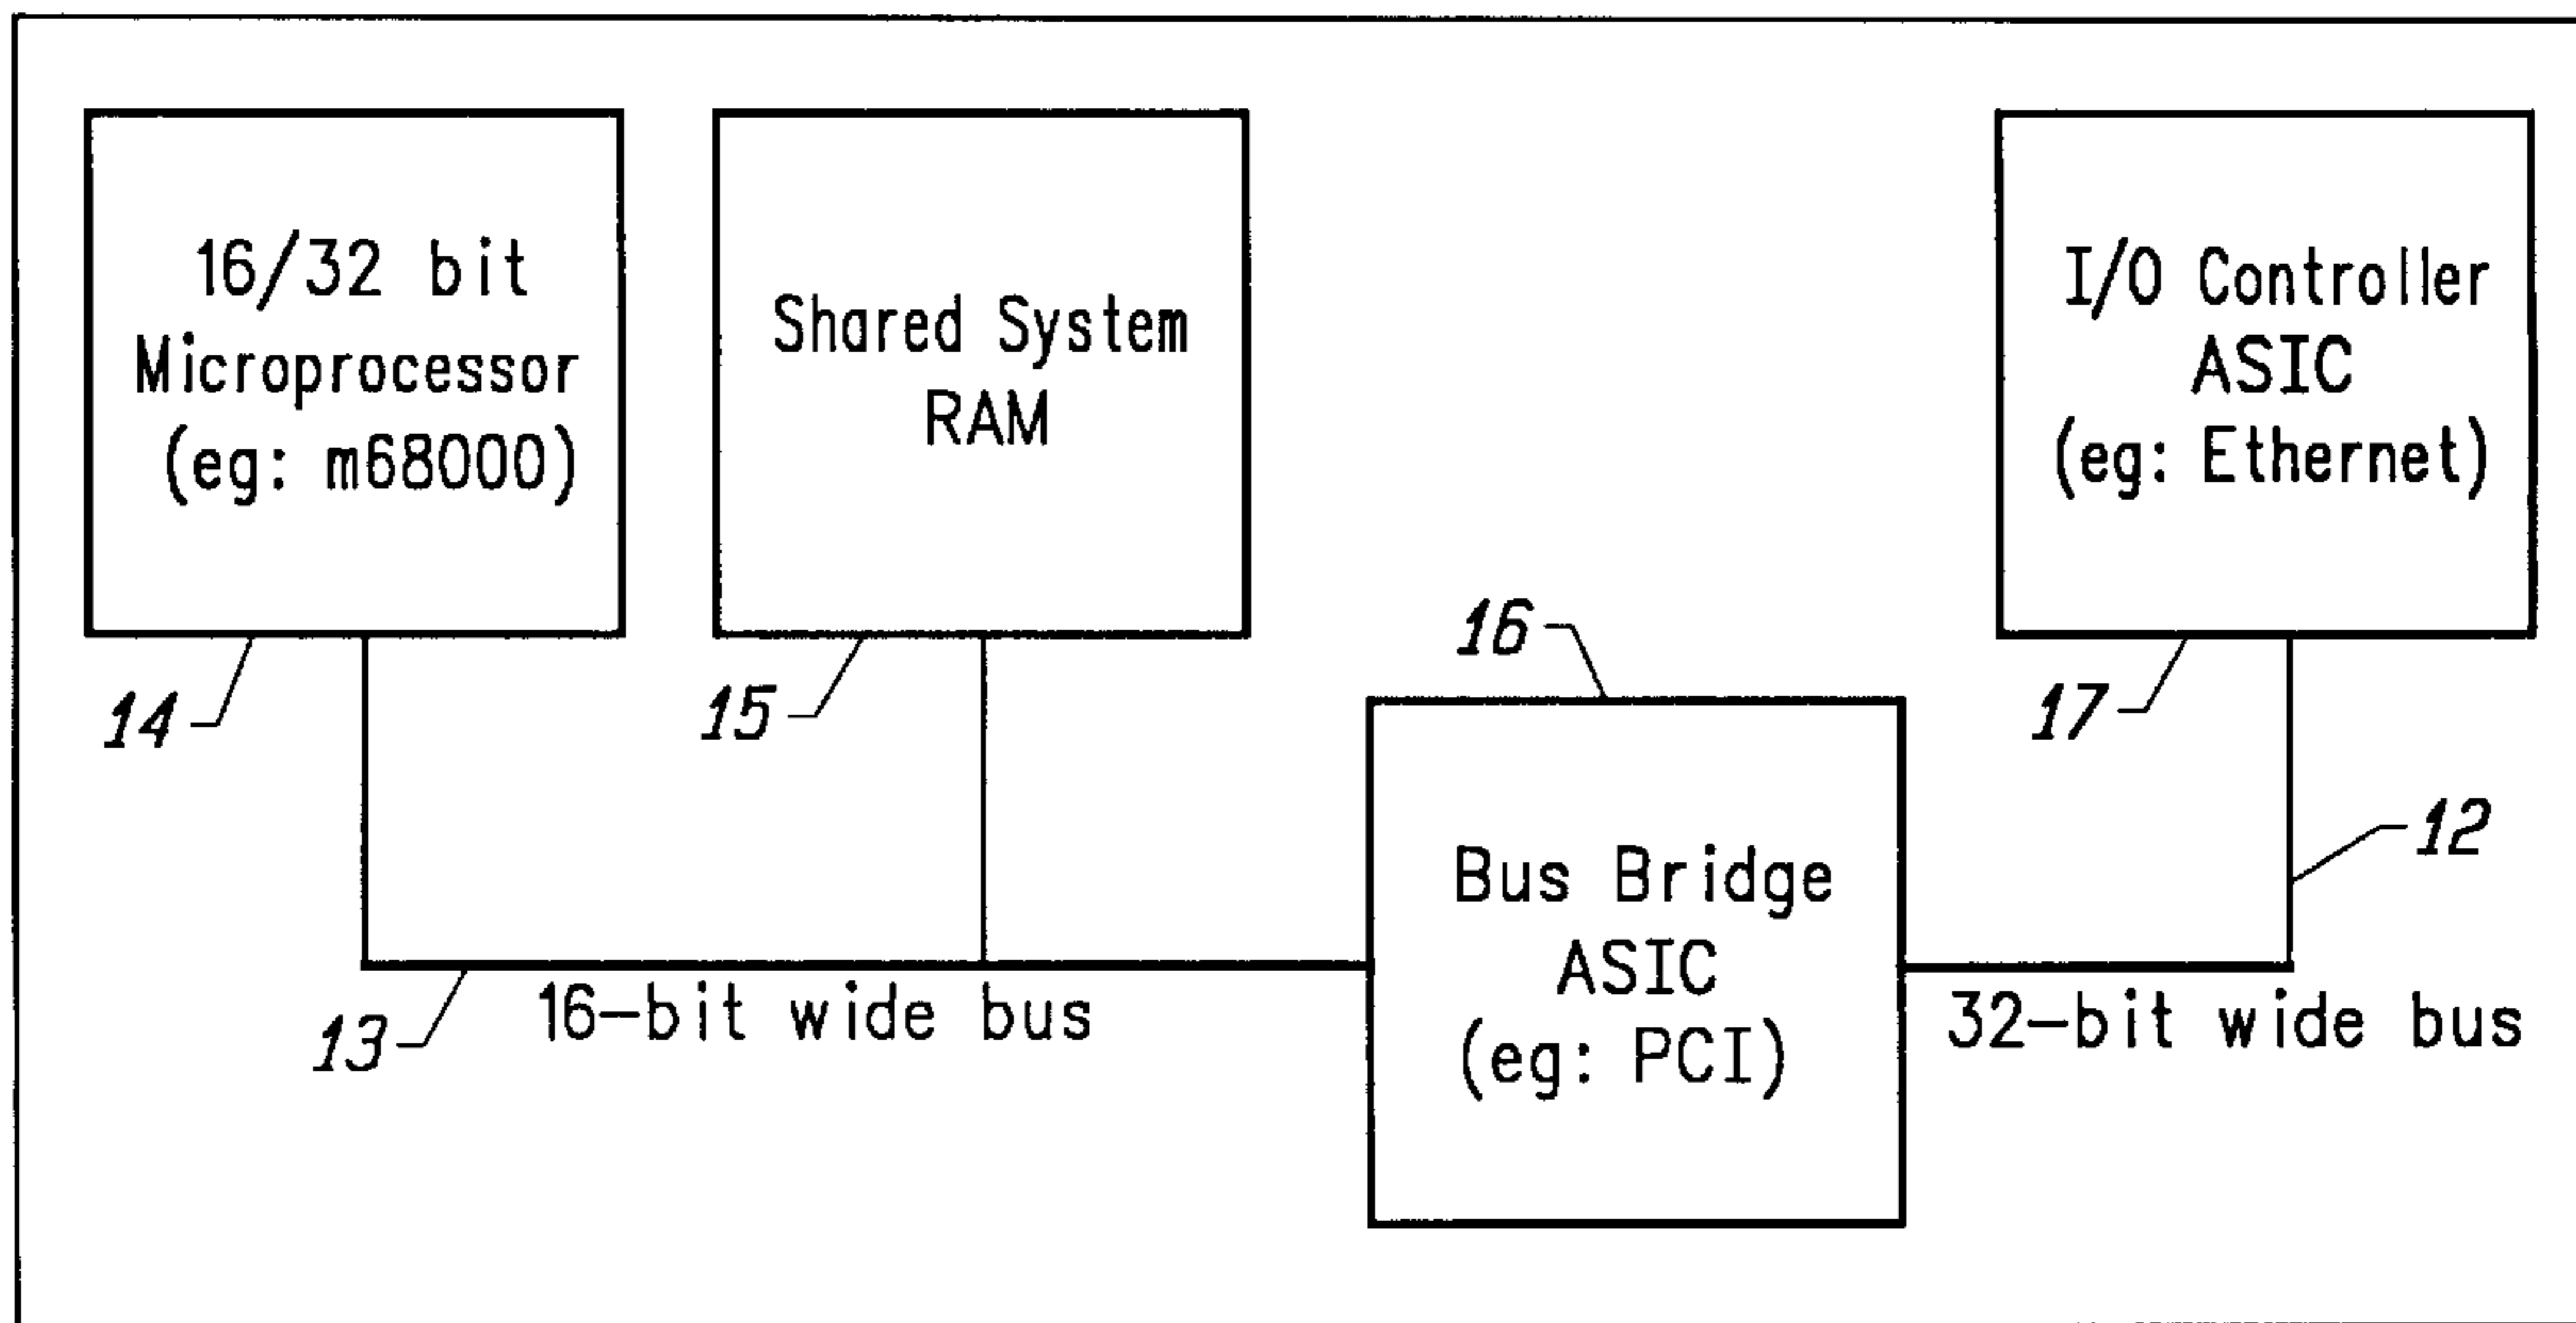 16/32 bit
Microprocessor
(eg: m68000)
Shared System
RAM
I/O Controller
ASIC
(eg: Ethernet)
14
15
16
17
Bus Bridge
ASIC
(eg: PCI)
12
13
16-bit wide bus
32-bit wide bus